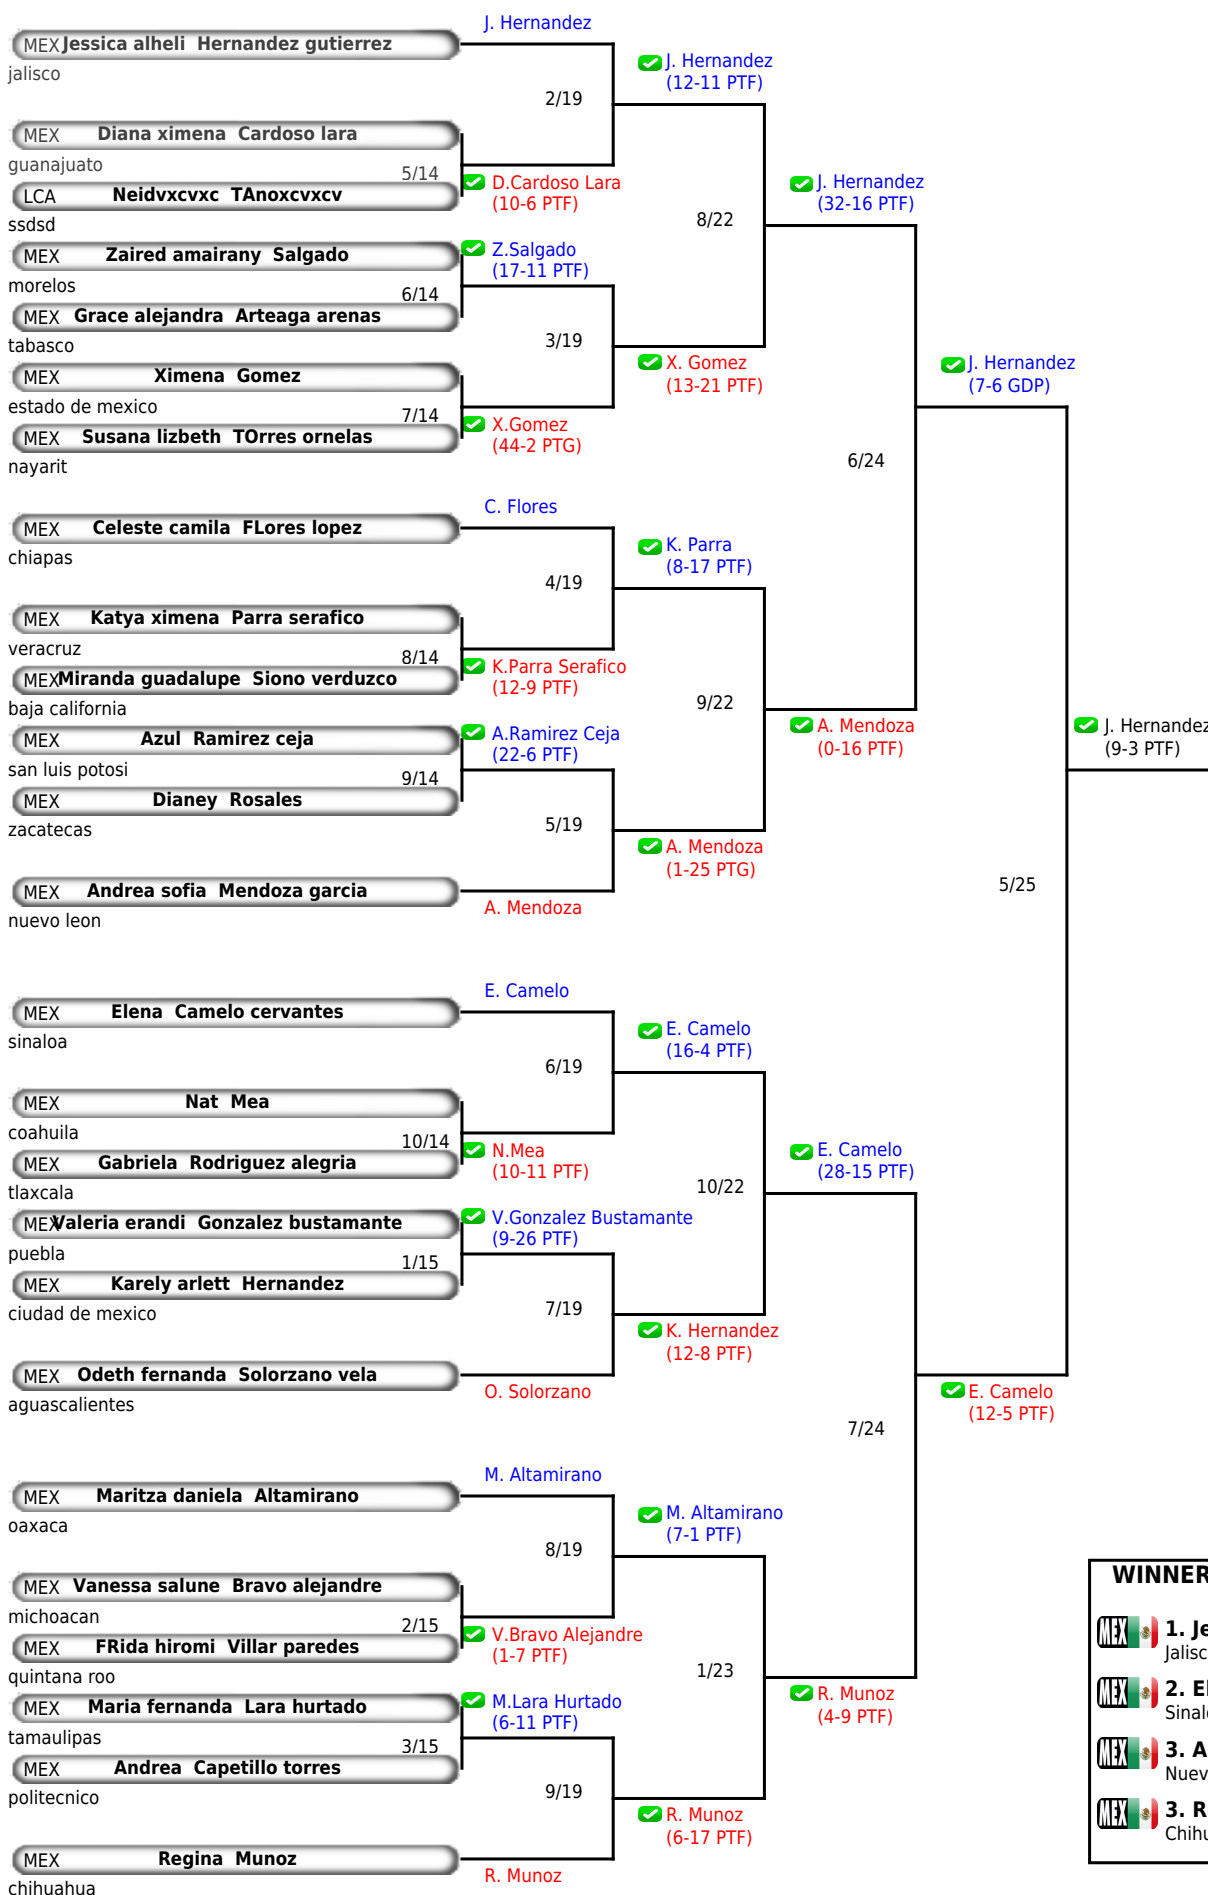 J. Hernandez
MEX Jessica alheli Hernandez gutierrez
jalisco
J. Hernandez
(12-11 PTF)
2/19
MEX Diana ximena Cardoso lara
guanajuato
5/14
LCA Neidvxcvxc TAnoxcvxcv
ssdsd
D.Cardoso Lara
(10-6 PTF)
J. Hernandez
(32-16 PTF)
8/22
MEX Zaired amairany Salgado
morelos
Z.Salgado
(17-11 PTF)
6/14
MEX Grace alejandra Arteaga arenas
tabasco
3/19
MEX Ximena Gomez
estado de mexico
X. Gomez
(13-21 PTF)
J. Hernandez
(7-6 GDP)
7/14
MEX Susana lizbeth TOrres ornelas
nayarit
X.Gomez
(44-2 PTG)
6/24
C. Flores
MEX Celeste camila FLores lopez
chiapas
K. Parra
(8-17 PTF)
4/19
MEX Katya ximena Parra serafico
veracruz
8/14
MEX Miranda guadalupe Siono verduzco
baja california
K.Parra Serafico
(12-9 PTF)
9/22
MEX Azul Ramirez ceja
san luis potosi
A.Ramirez Ceja
(22-6 PTF)
A. Mendoza
(0-16 PTF)
J. Hernandez
(9-3 PTF)
9/14
MEX Dianey Rosales
zacatecas
5/19
A. Mendoza
(1-25 PTG)
MEX Andrea sofia Mendoza garcia
nuevo leon
A. Mendoza
5/25
E. Camelo
MEX Elena Camelo cervantes
sinaloa
E. Camelo
(16-4 PTF)
6/19
MEX Nat Mea
coahuila
10/14
MEX Gabriela Rodriguez alegria
tlaxcala
N.Mea
(10-11 PTF)
E. Camelo
(28-15 PTF)
10/22
MEX Valeria erandi Gonzalez bustamante
puebla
V.Gonzalez Bustamante
(9-26 PTF)
1/15
MEX Karely arlett Hernandez
ciudad de mexico
7/19
K. Hernandez
(12-8 PTF)
MEX Odeth fernanda Solorzano vela
aguascalientes
O. Solorzano
E. Camelo
(12-5 PTF)
7/24
M. Altamirano
MEX Maritza daniela Altamirano
oaxaca
M. Altamirano
(7-1 PTF)
8/19
MEX Vanessa salune Bravo alejandre
michoacan
2/15
MEX FRida hiromi Villar paredes
quintana roo
V.Bravo Alejandre
(1-7 PTF)
1/23
MEX Maria fernanda Lara hurtado
tamaulipas
M.Lara Hurtado
(6-11 PTF)
R. Munoz
(4-9 PTF)
3/15
MEX Andrea Capetillo torres
politecnico
9/19
R. Munoz
(6-17 PTF)
MEX Regina Munoz
chihuahua
R. Munoz
WINNER
MEX 1. Je
Jalisc
MEX 2. El
Sinal
MEX 3. A
Nuev
MEX 3. R
Chihu